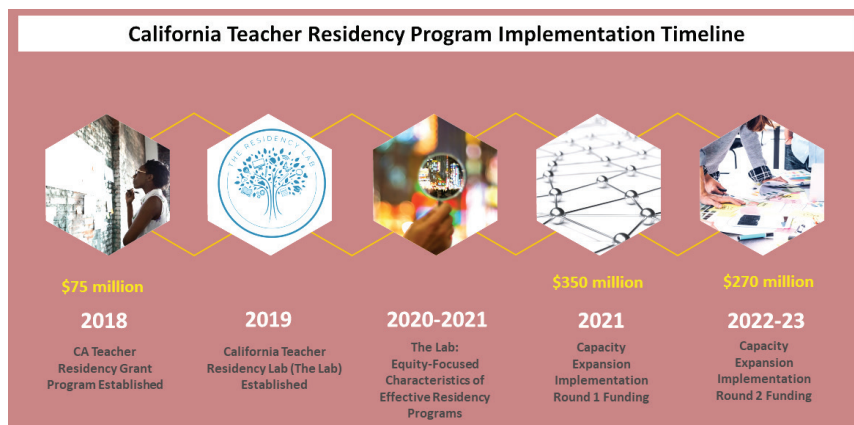 California Teacher Residency Program Implementation Timeline
THE RESIDENCY LAB
$75 million
2018
CA Teacher
Residency Grant
Program Established
2019
California Teacher
Residency Lab (The Lab)
Established
2020-2021
The Lab:
Equity-Focused
Characteristics of
Effective Residency
Programs
$350 million
2021
Capacity
Expansion
Implementation
Round 1 Funding
$270 million
2022-23
Capacity
Expansion
Implementation
Round 2 Funding